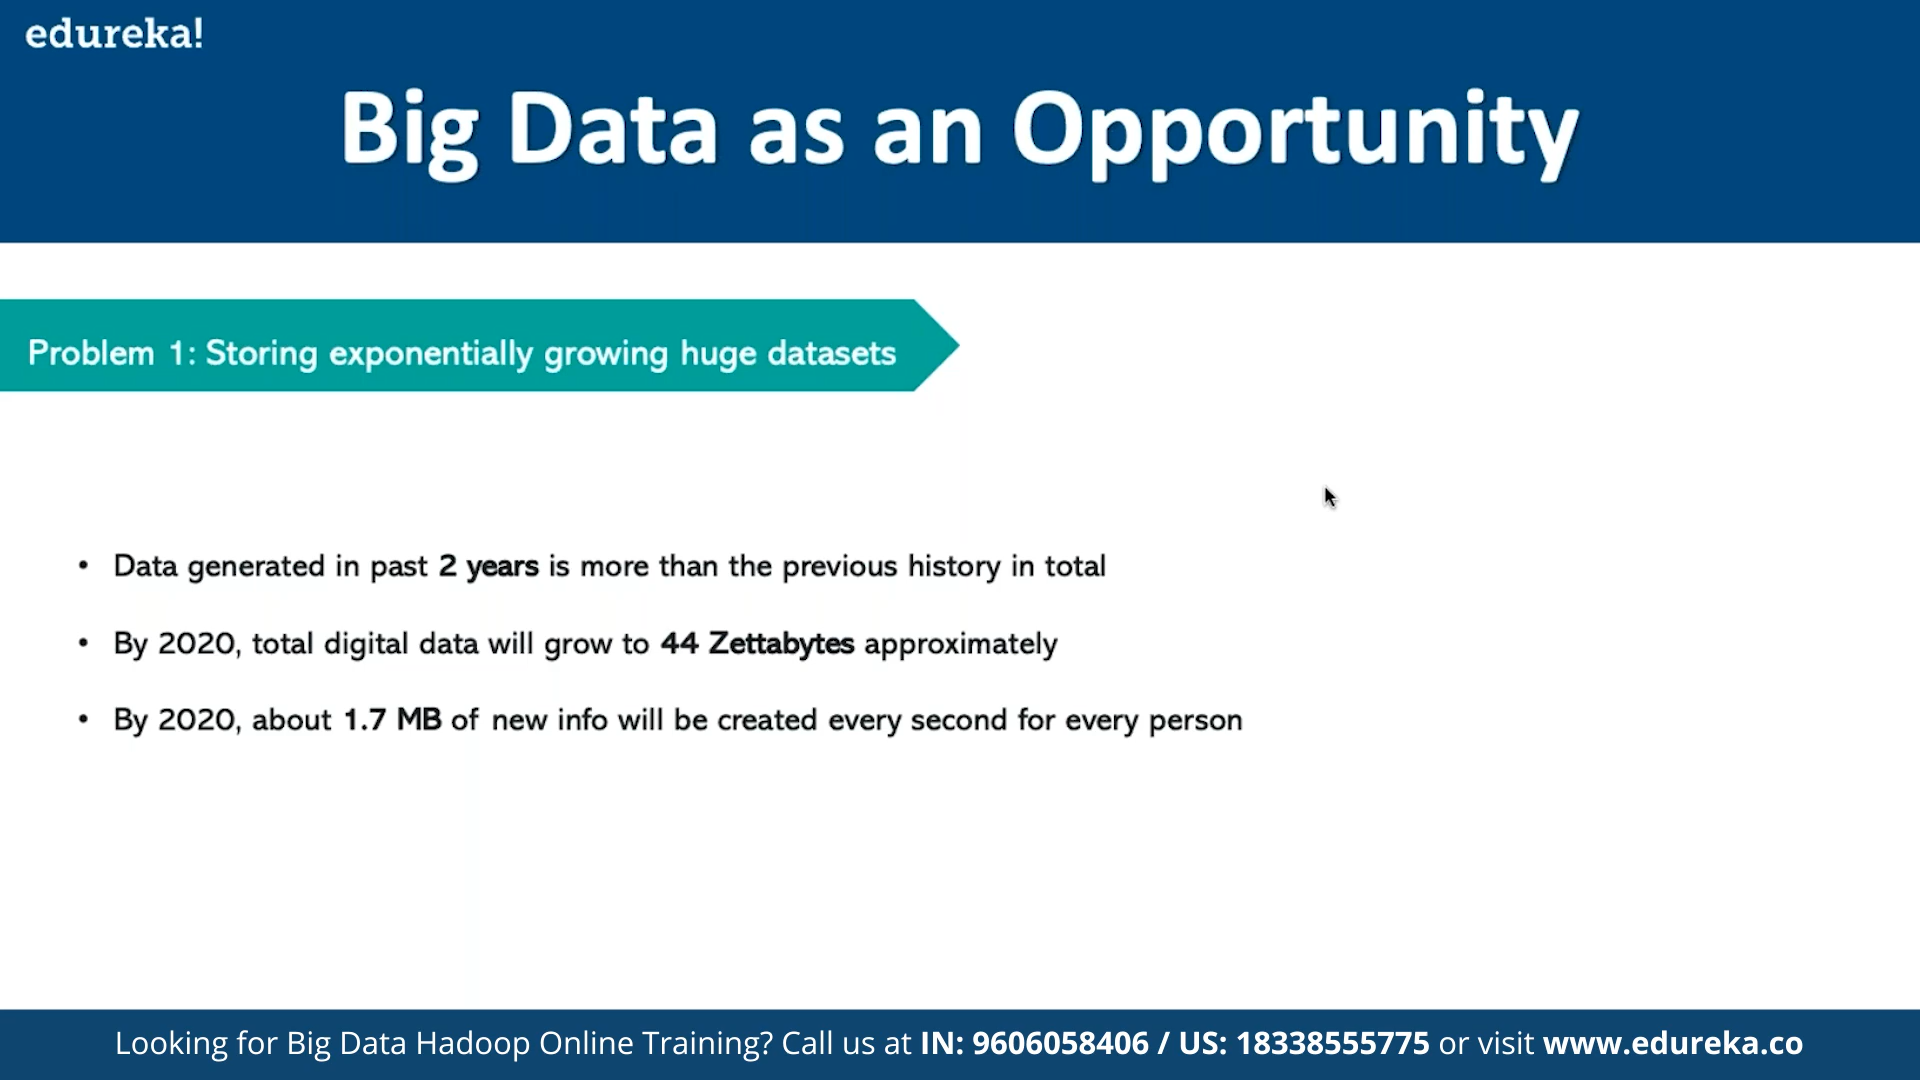 edureka!
Big Data as an Opportunity
Problem 1: Storing exponentially growing huge datasets
• Data generated in past 2 years is more than the previous history in total
• By 2020, total digital data will grow to 44 Zettabytes approximately
• By 2020, about 1.7 MB of new info will be created every second for every person
Looking for Big Data Hadoop Online Training? Call us at IN: 9606058406 / US: 18338555775 or visit www.edureka.co